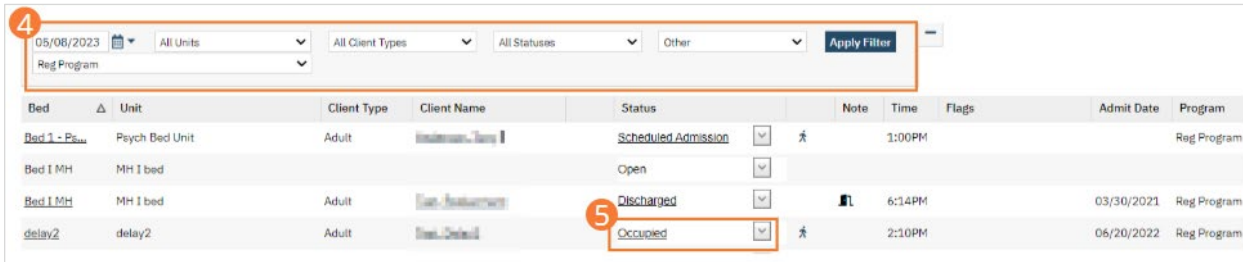 4
05/08/2023 All Units All Client Types All Statuses Other Apply Filter
Reg Program
Bed Unit Client Type Client Name Status Note Time Flags Admit Date Program
Bed 1 - Ps... Psych Bed Unit Adult Scheduled Admission 1:00PM Reg Program
Bed I MH MH I bed Open
Bed I MH MH I bed Adult Discharged 6:14PM 03/30/2021 Reg Program
5
delay2 delay2 Adult Occupied 2:10PM 06/20/2022 Reg Program